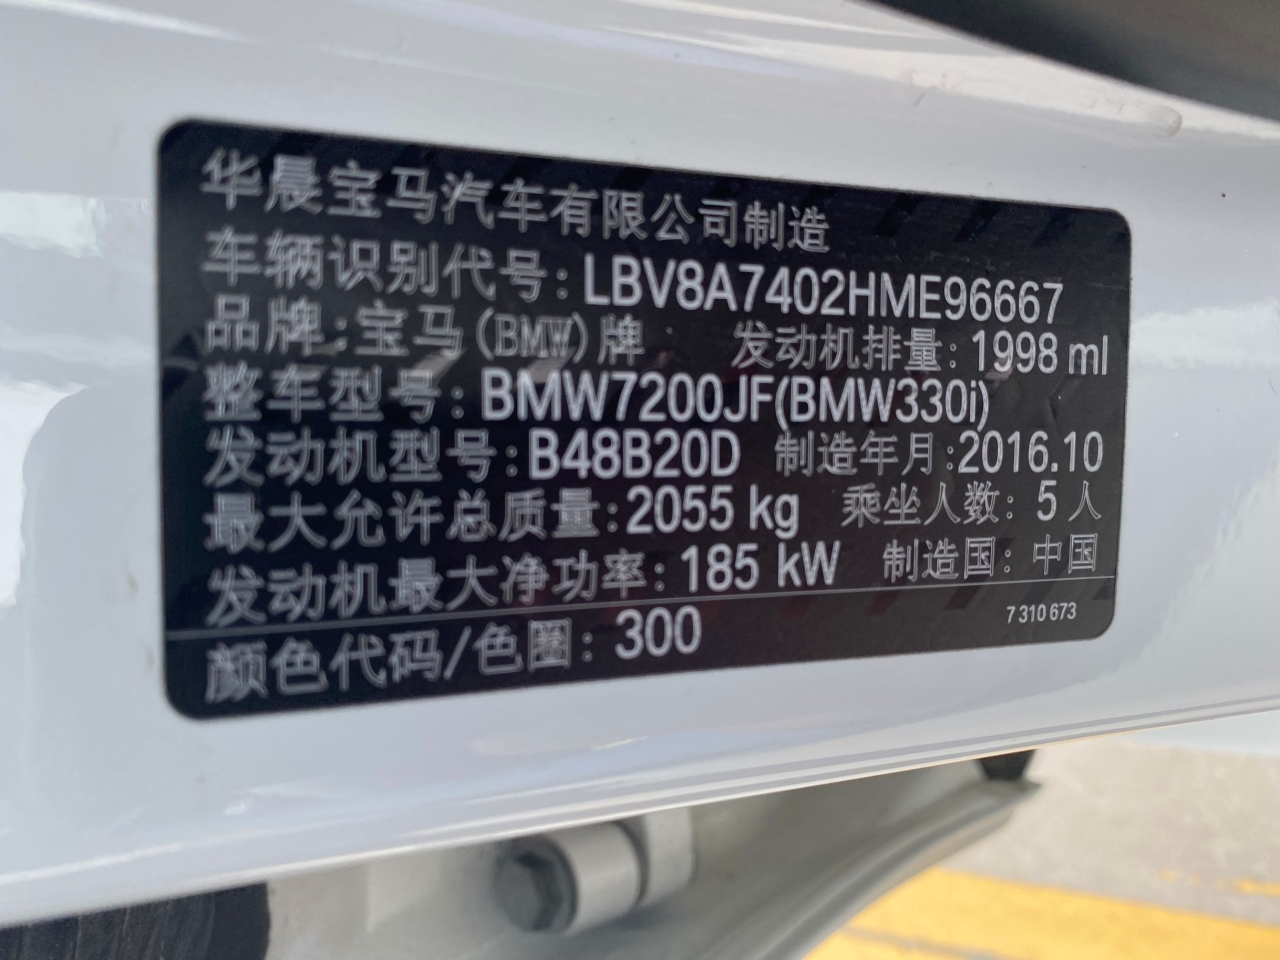 华晨宝马汽车有限公司制造
车辆识别代号:LBV8A7402HME96667
品牌:宝马(BMW)牌 发动机排量:1998 ml
整车型号:BMW7200JF(BMW330i)
发动机型号:B48B20D 制造年月:2016.10
最大允许总质量:2055 kg 乘坐人数:5人
发动机最大净功率:185 kW 制造国:中国
7 310 673
颜色代码/色圈:300